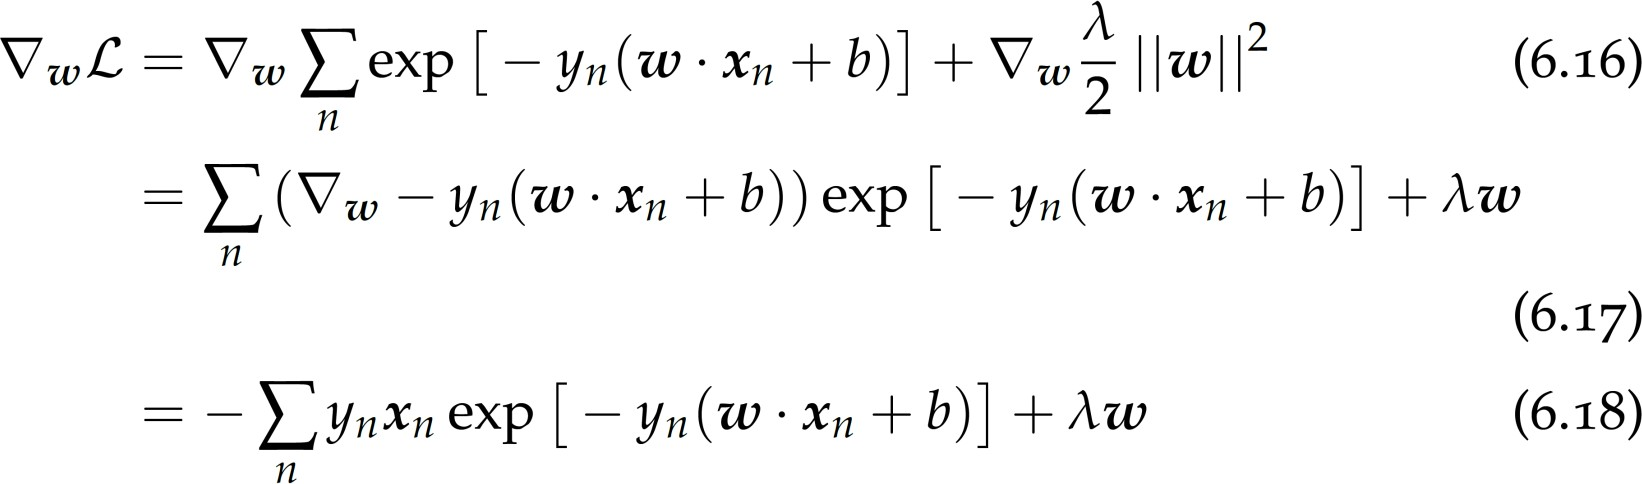 ∇_w ℒ = ∇_w ∑_n exp [ − y_n(w · x_n + b)] + ∇_w λ/2 ||w||² (6.16)
= ∑_n (∇_w − y_n(w · x_n + b)) exp [ − y_n(w · x_n + b)] + λw
(6.17)
= − ∑_n y_n x_n exp [ − y_n(w · x_n + b)] + λw (6.18)